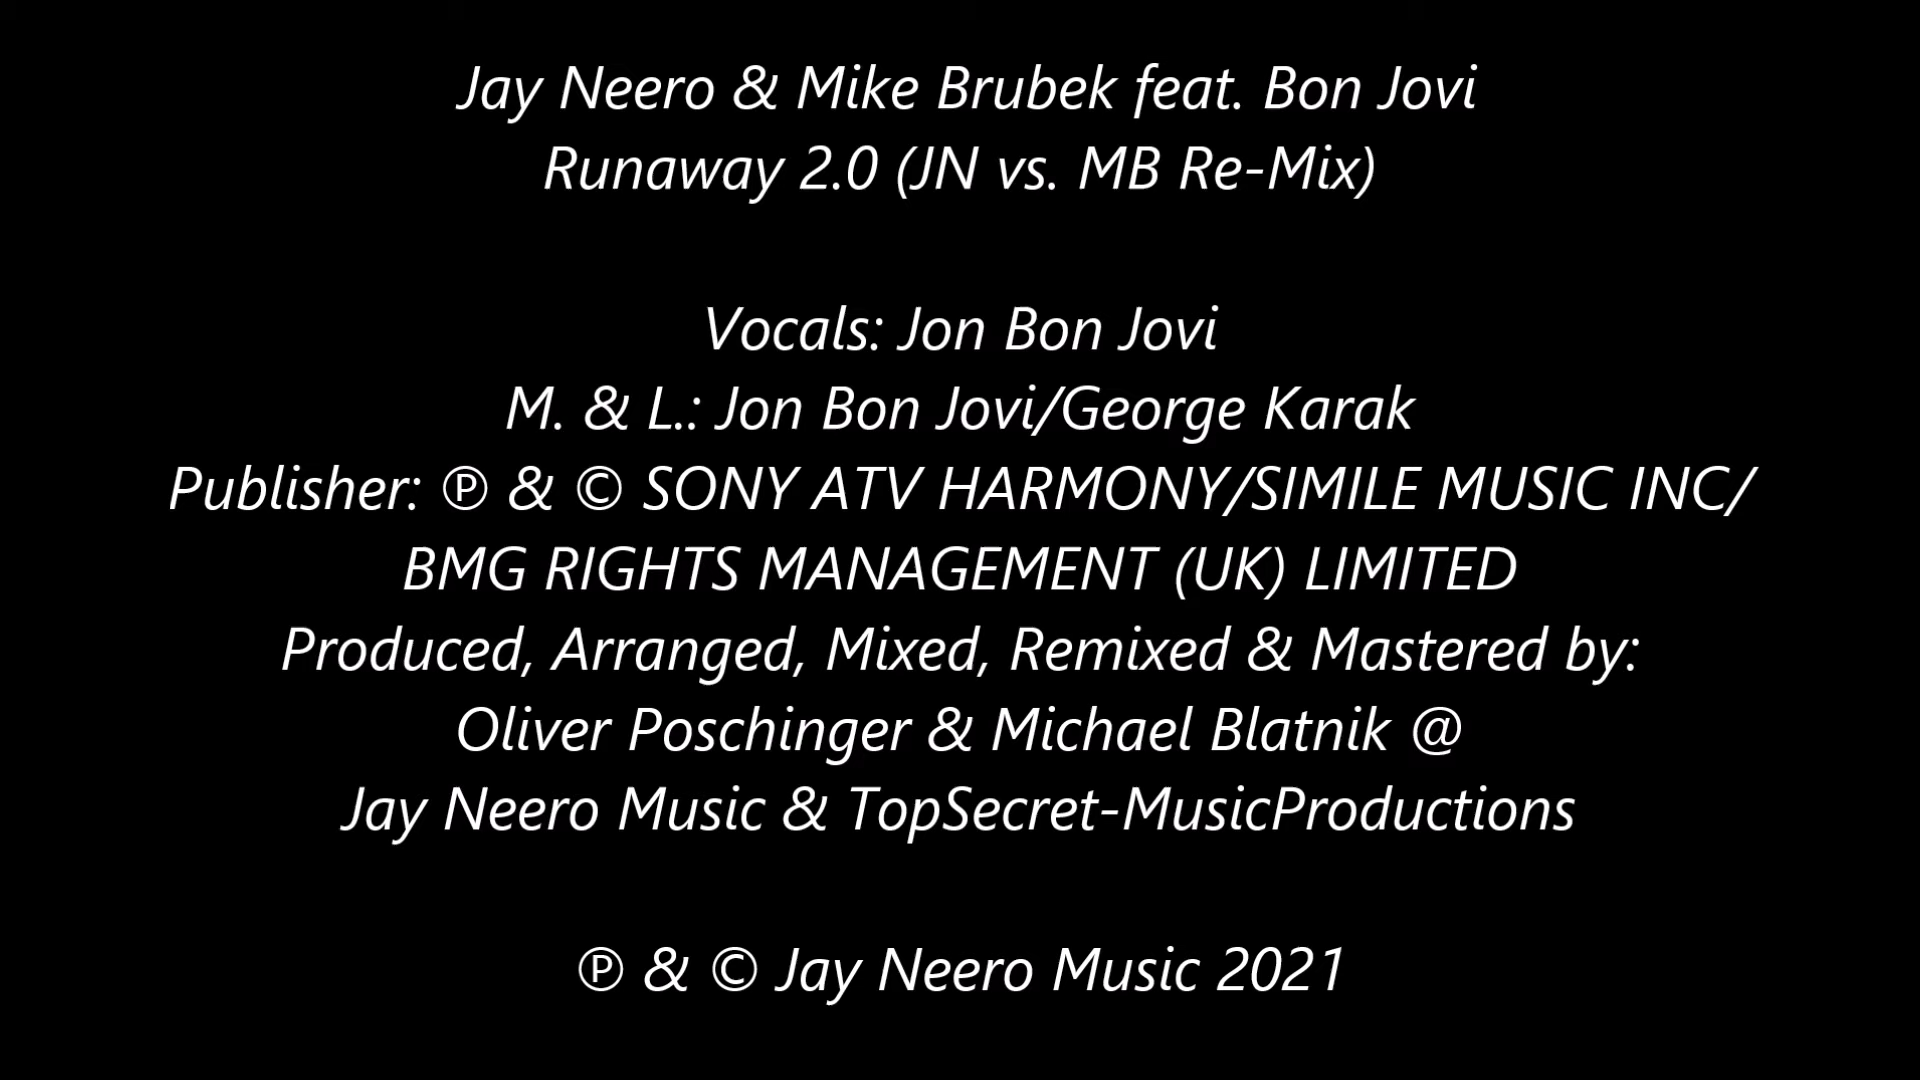 Jay Neero & Mike Brubek feat. Bon Jovi
Runaway 2.0 (JN vs. MB Re-Mix)
Vocals: Jon Bon Jovi
M. & L.: Jon Bon Jovi/George Karak
Publisher: ℗ & © SONY ATV HARMONY/SIMILE MUSIC INC/
BMG RIGHTS MANAGEMENT (UK) LIMITED
Produced, Arranged, Mixed, Remixed & Mastered by:
Oliver Poschinger & Michael Blatnik @
Jay Neero Music & TopSecret-MusicProductions
℗ & © Jay Neero Music 2021